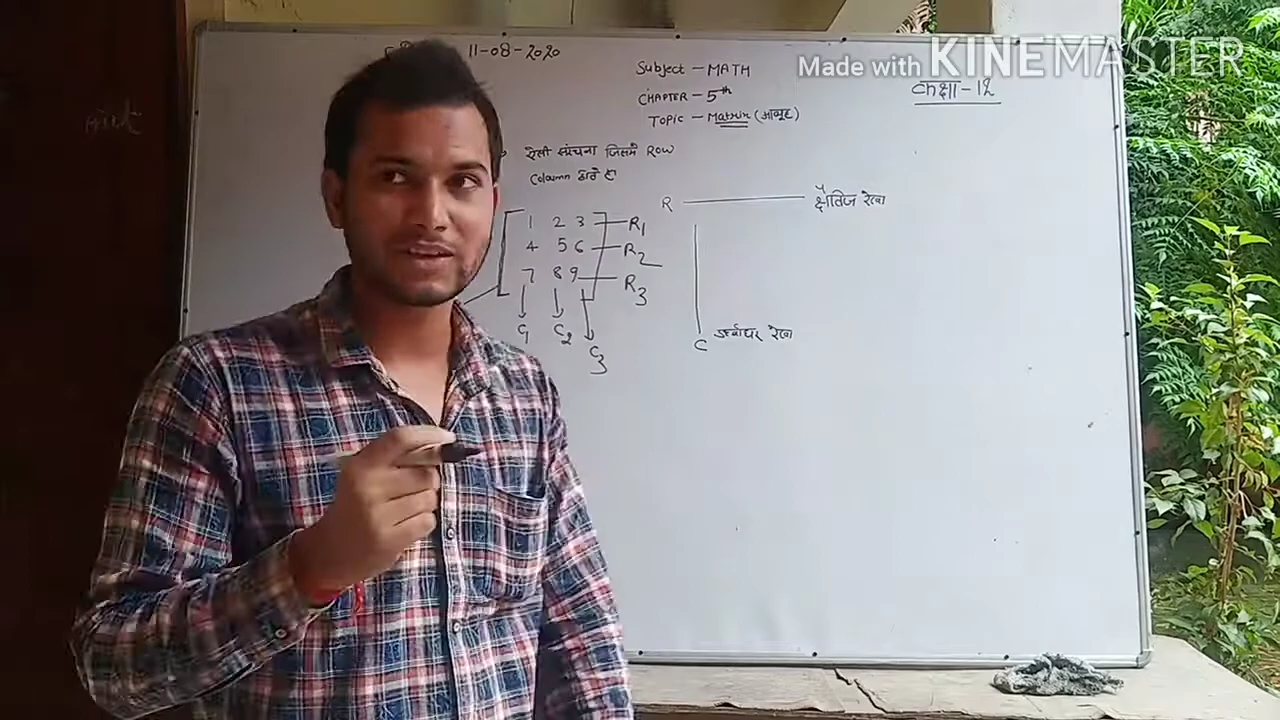 11-08-2020
Subject - MATH
Made with KINEMASTER
CHAPTER - 5th
कक्षा - 12
TOPIC - Matrix (आव्यूह)
ऐसी संरचना जिसमे ROW
Column होते है
R क्षैतिज रेखा
1 2 3 R1
4 5 6 R2
7 8 9 R3
C1 C2 C3
C ऊर्ध्वाधर रेखा